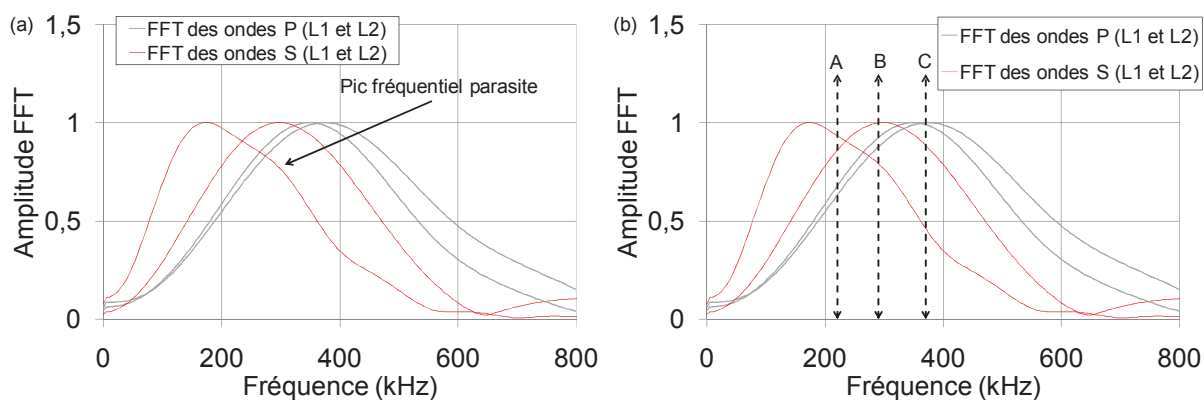 (a)
1,5
FFT des ondes P (L1 et L2)
FFT des ondes S (L1 et L2)
Pic fréquentiel parasite
1
0,5
0
Amplitude FFT
0
200
400
600
800
Fréquence (kHz)
(b)
1,5
FFT des ondes P (L1 et L2)
FFT des ondes S (L1 et L2)
A
B
C
1
0,5
0
Amplitude FFT
0
200
400
600
800
Fréquence (kHz)